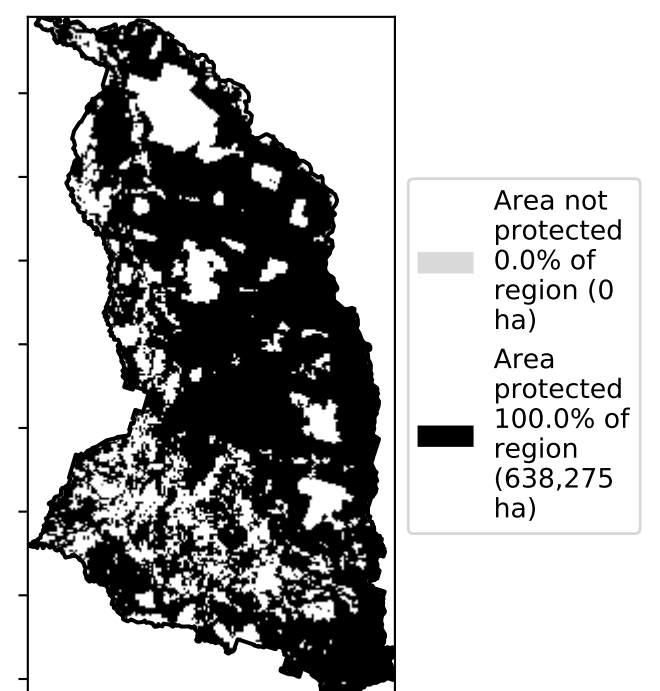 Area not
protected
0.0% of
region (0
ha)
Area
protected
100.0% of
region
(638,275
ha)